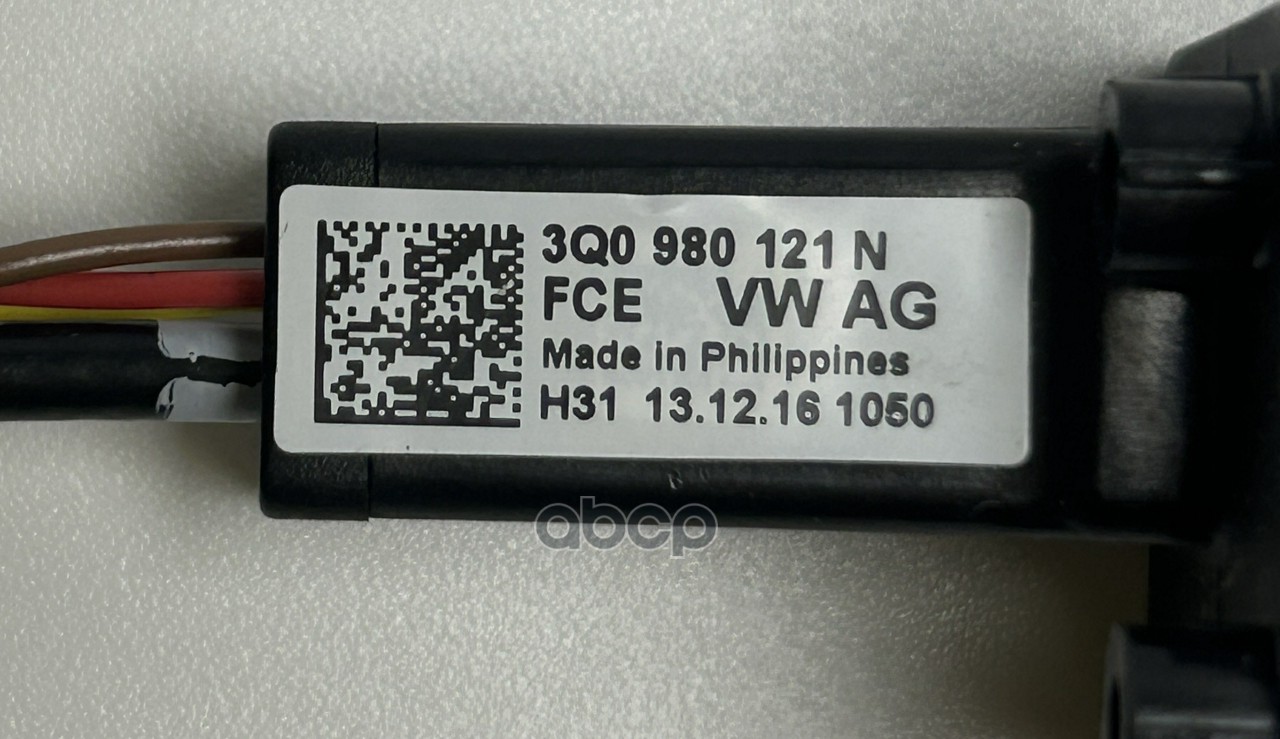 3Q0 980 121 N
FCE VW AG
Made in Philippines
H31 13.12.16 1050
abcp